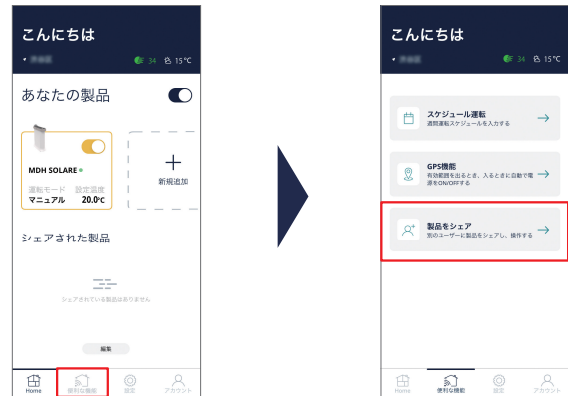 こんにちは
34 15℃
あなたの製品
MDH SOLARE
運転モード 設定温度
マニュアル 20.0℃
新規追加
シェアされた製品
シェアされている製品はありません
編集
Home 便利な機能 設定 アカウント
こんにちは
34 15℃
スケジュール運転
週間運転スケジュールを入力する
GPS機能
有効範囲を出るとき、入るときに自動で電
源をON/OFFする
製品をシェア
別のユーザーに製品をシェアし、操作する
Home 便利な機能 設定 アカウント